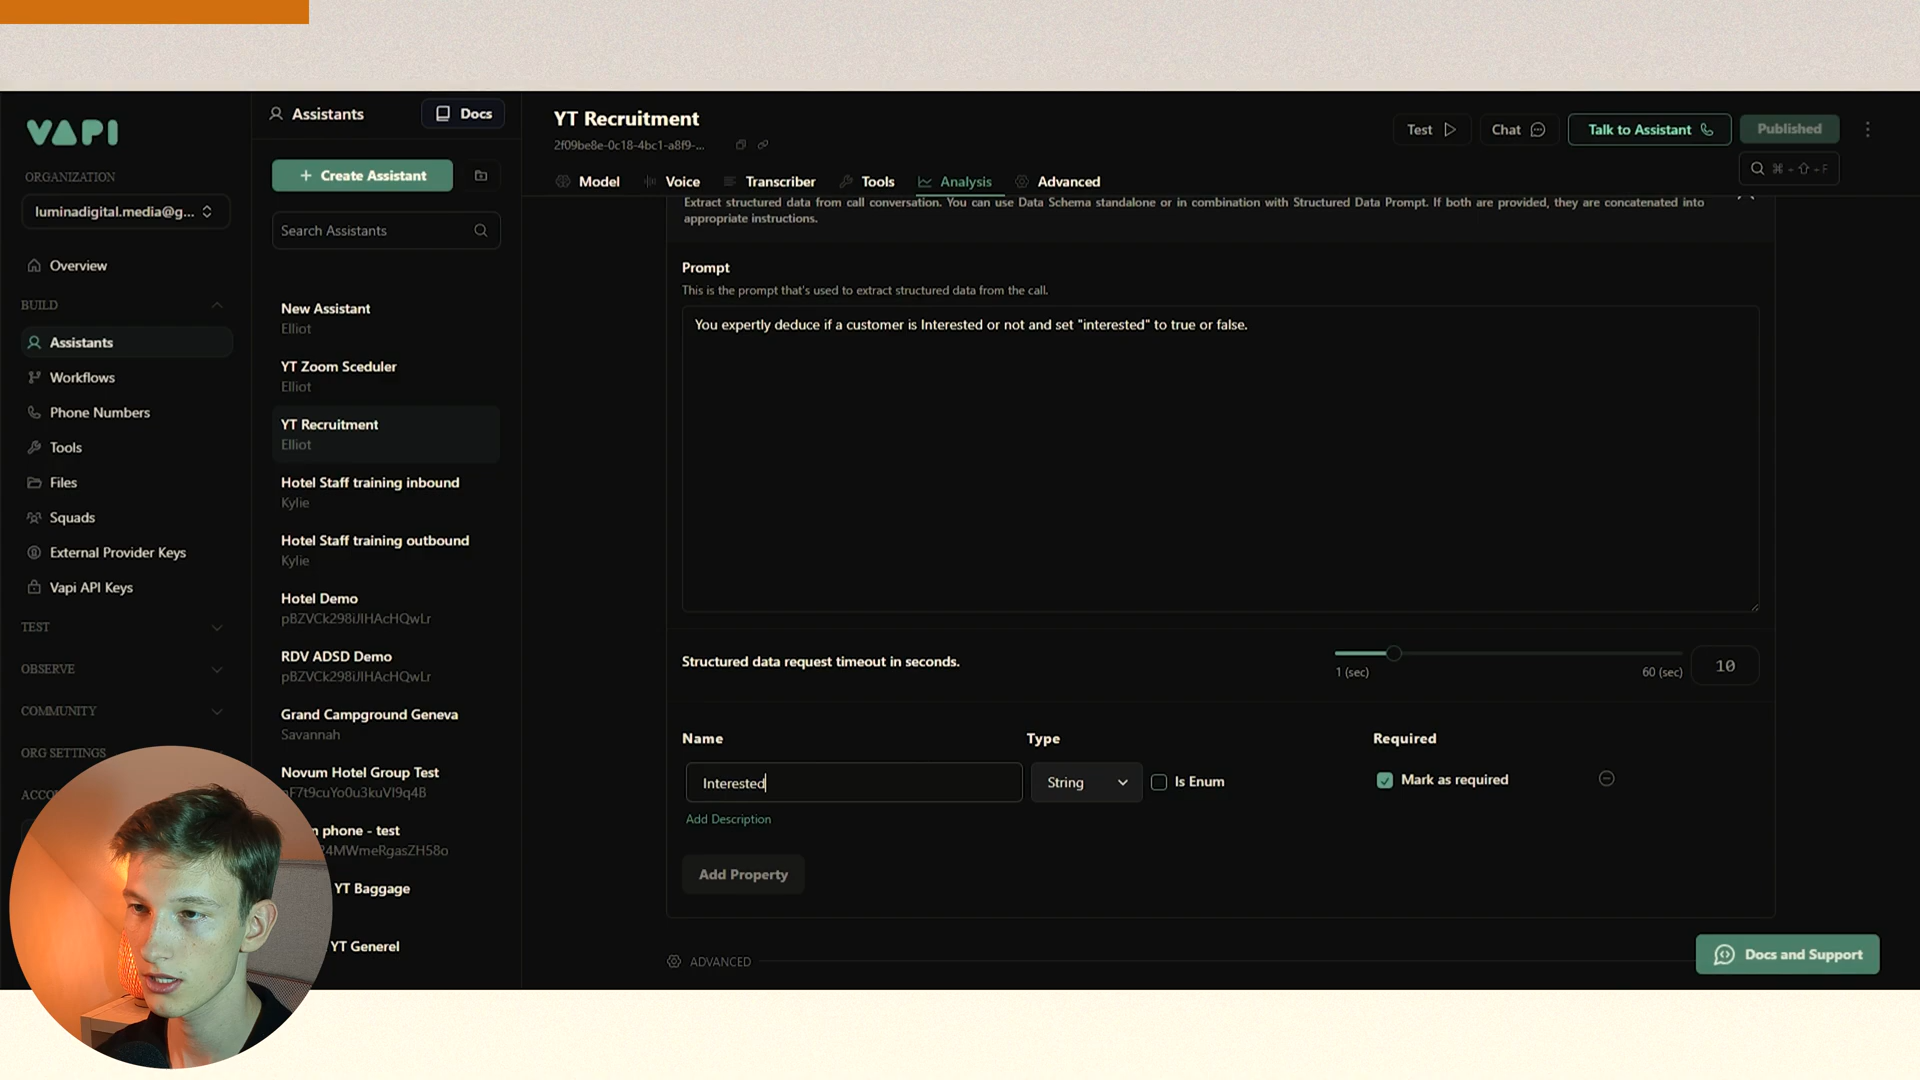 VAPI
ORGANIZATION
luminadigital.media@g...
Overview
BUILD
Assistants
Workflows
Phone Numbers
Tools
Files
Squads
External Provider Keys
Vapi API Keys
TEST
OBSERVE
COMMUNITY
ORG SETTINGS
Assistants
Docs
Create Assistant
Search Assistants
New Assistant
Elliot
YT Zoom Sceduler
Elliot
YT Recruitment
Elliot
Hotel Staff training inbound
Kylie
Hotel Staff training outbound
Kylie
Hotel Demo
pBZVCk298iJIHAcHQwLr
RDV ADSD Demo
pBZVCk298iJIHAcHQwLr
Grand Campground Geneva
Savannah
Novum Hotel Group Test
phone - test
YT Baggage
YT Generel
YT Recruitment
2f09be8e-0c18-4bc1-a8f9-...
Test
Chat
Talk to Assistant
Published
Model
Voice
Transcriber
Tools
Analysis
Advanced
Extract structured data from call conversation. You can use Data Schema standalone or in combination with Structured Data Prompt. If both are provided, they are concatenated into
appropriate instructions.
Prompt
This is the prompt that's used to extract structured data from the call.
You expertly deduce if a customer is Interested or not and set "interested" to true or false.
Structured data request timeout in seconds.
1 (sec)
60 (sec)
10
Name
Type
Required
Interested
String
Is Enum
Mark as required
Add Description
Add Property
ADVANCED
Docs and Support